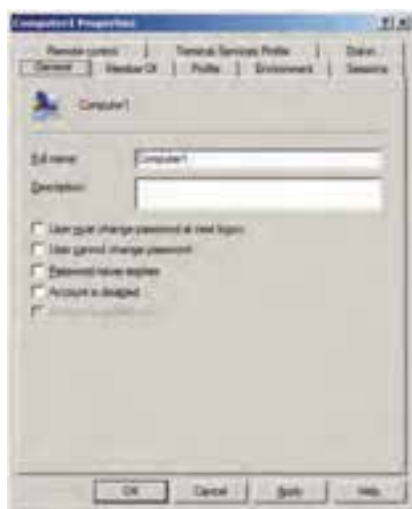 Computer1 Properties
Remote control Terminal Services Profile Dial-in
General Member Of Profile Environment Sessions
Computer1
Full name: Computer1
Description:
User must change password at next logon
User cannot change password
Password never expires
Account is disabled
OK Cancel Apply Help